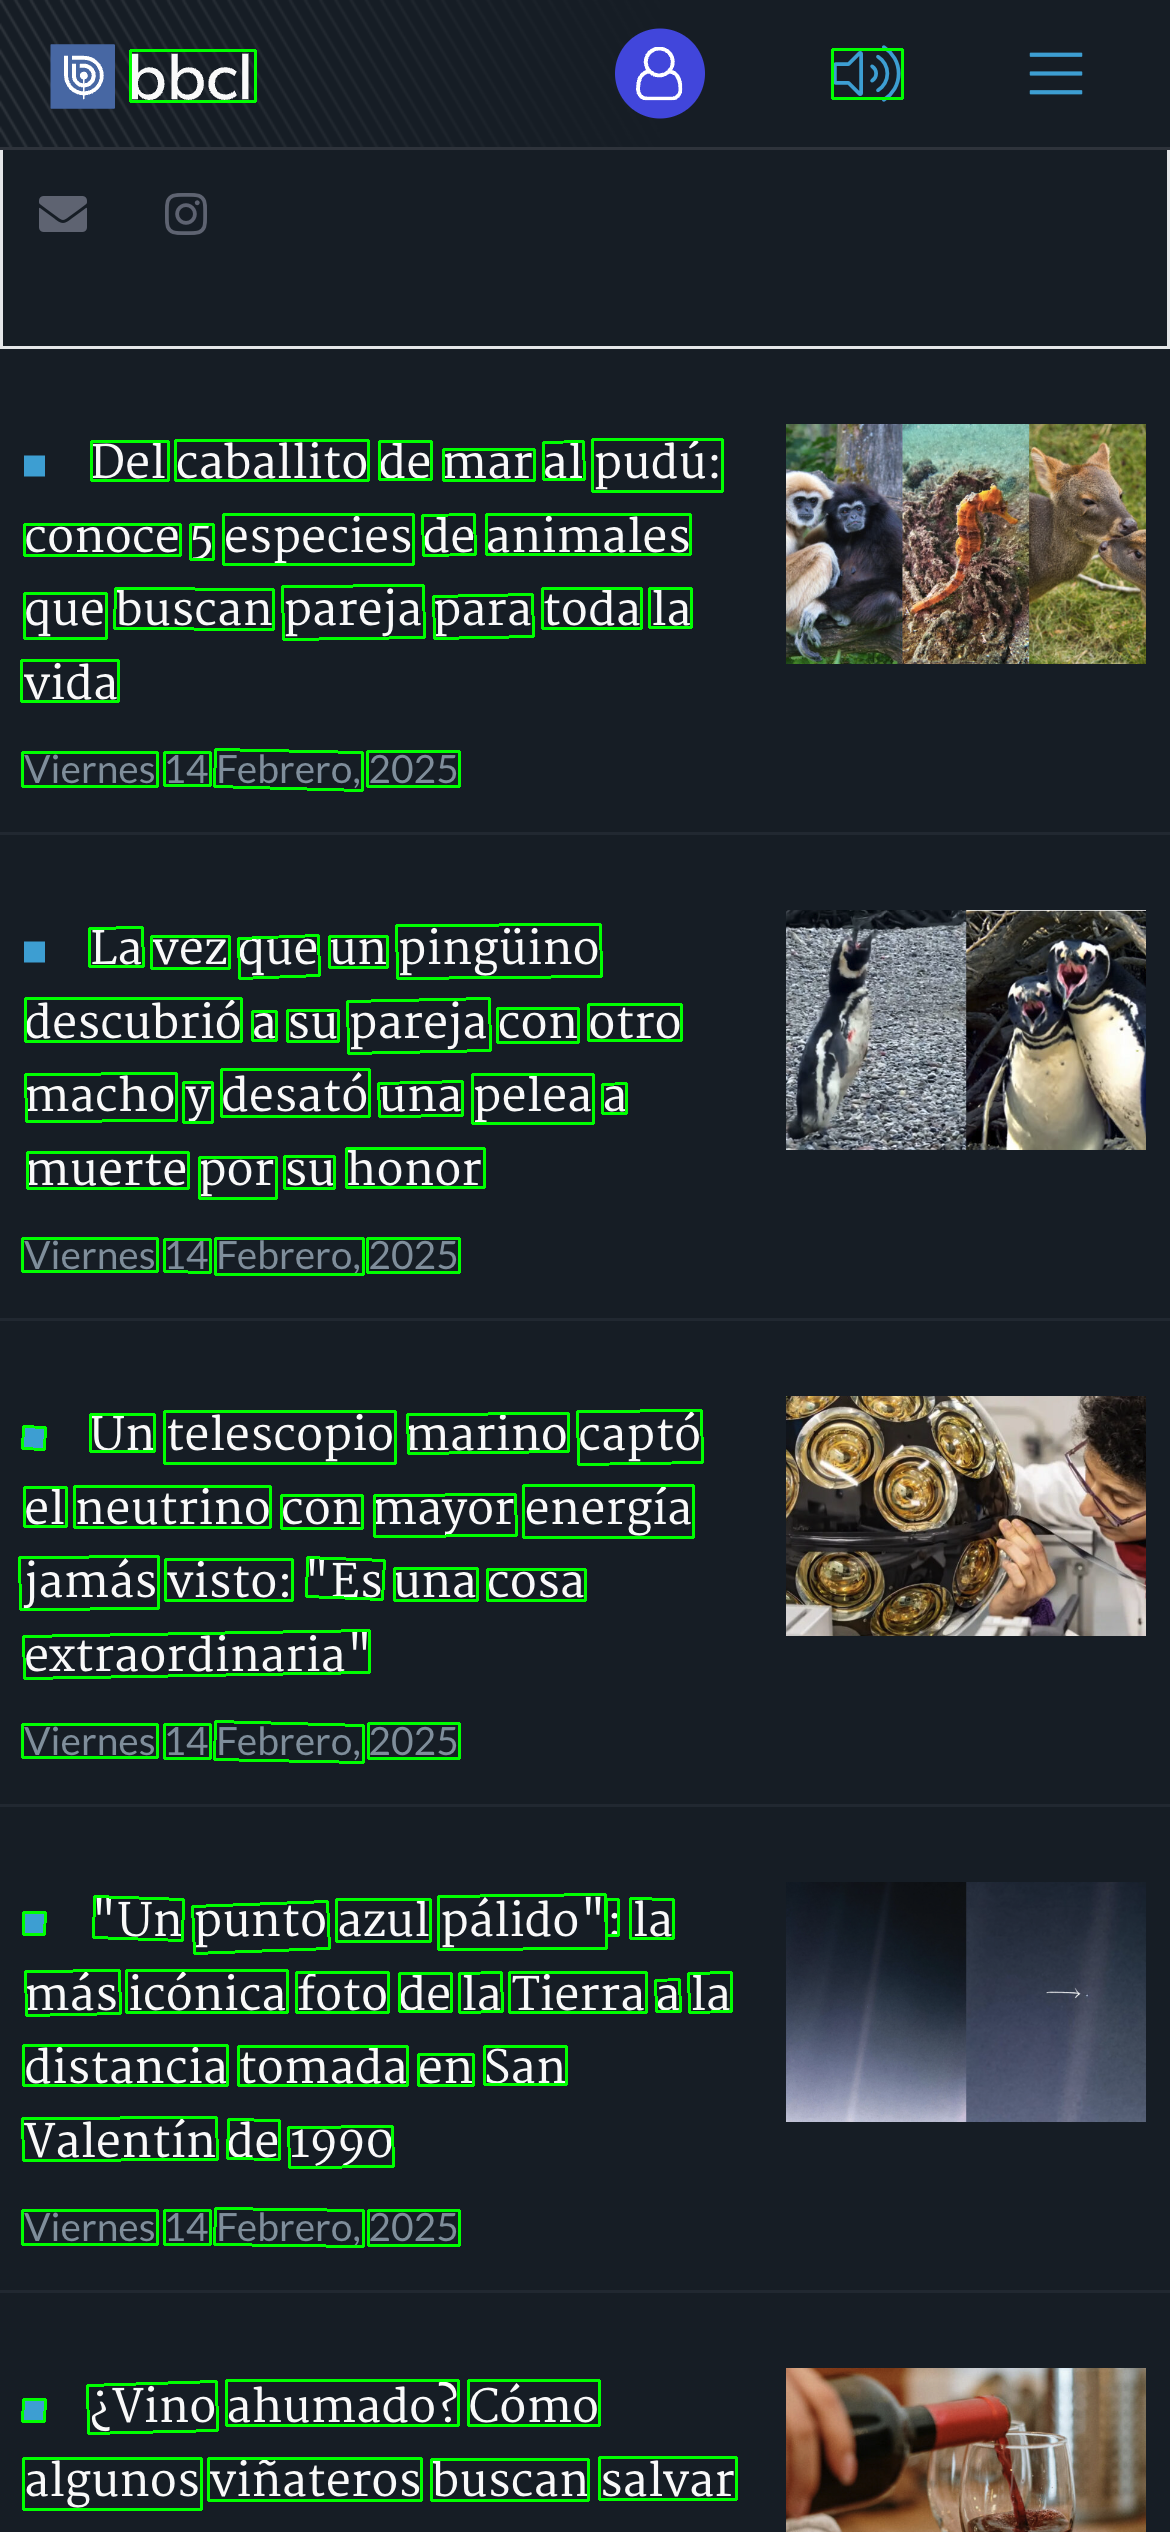 bbcl
Del caballito de mar al pudú:
conoce 5 especies de animales
que buscan pareja para toda la
vida
Viernes 14 Febrero, 2025
La vez que un pingüino
descubrió a su pareja con otro
macho y desató una pelea a
muerte por su honor
Viernes 14 Febrero, 2025
Un telescopio marino captó
el neutrino con mayor energía
jamás visto: "Es una cosa
extraordinaria"
Viernes 14 Febrero, 2025
"Un punto azul pálido": la
más icónica foto de la Tierra a la
distancia tomada en San
Valentín de 1990
Viernes 14 Febrero, 2025
¿Vino ahumado? Cómo
algunos viñateros buscan salvar